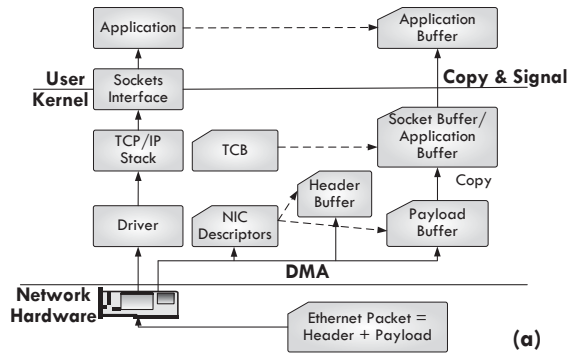 Application
Application
Buffer
User
Kernel
Sockets
Interface
Copy & Signal
TCP/IP
Stack
TCB
Socket Buffer/
Application
Buffer
Header
Buffer
Copy
Driver
NIC
Descriptors
Payload
Buffer
DMA
Network
Hardware
Ethernet Packet =
Header + Payload
(a)